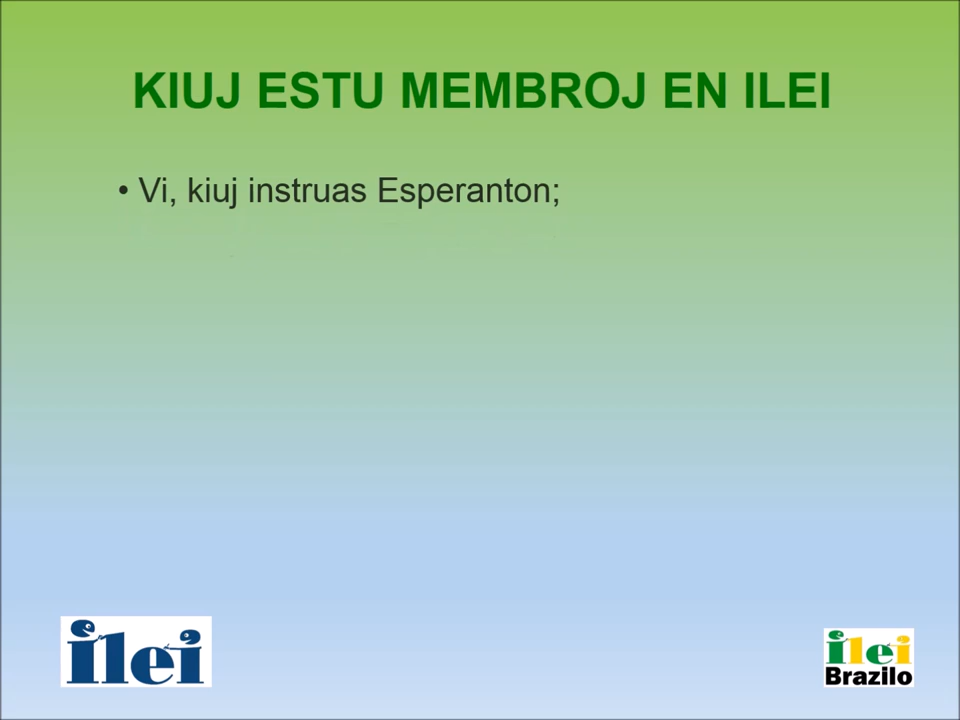 KIUJ ESTU MEMBROJ EN ILEI
• Vi, kiuj instruas Esperanton;
ilei
ilei
Brazilo